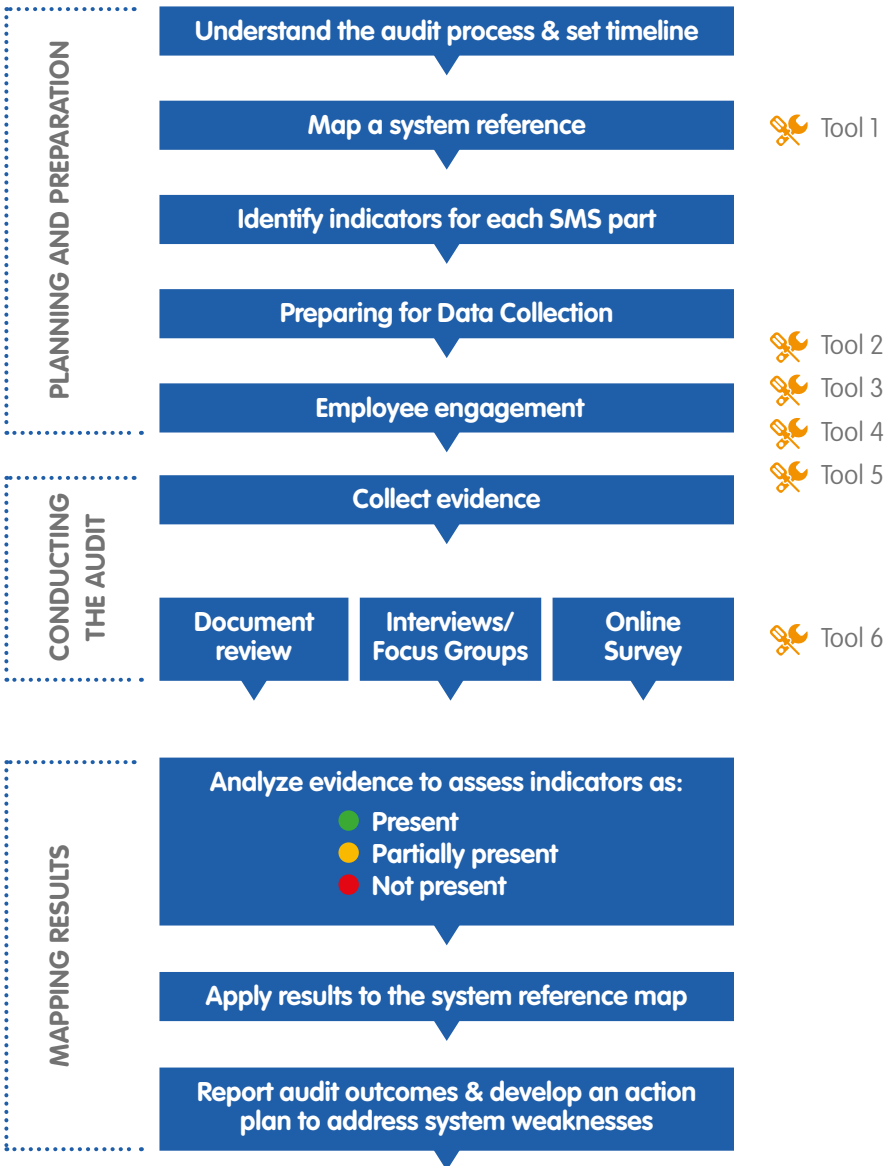 PLANNING AND PREPARATION
Understand the audit process & set timeline
Map a system reference
Tool 1
Identify indicators for each SMS part
Preparing for Data Collection
Tool 2
Tool 3
Employee engagement
Tool 4
Tool 5
CONDUCTING
THE AUDIT
Collect evidence
Document
review
Interviews/
Focus Groups
Online
Survey
Tool 6
MAPPING RESULTS
Analyze evidence to assess indicators as:
Present
Partially present
Not present
Apply results to the system reference map
Report audit outcomes & develop an action
plan to address system weaknesses